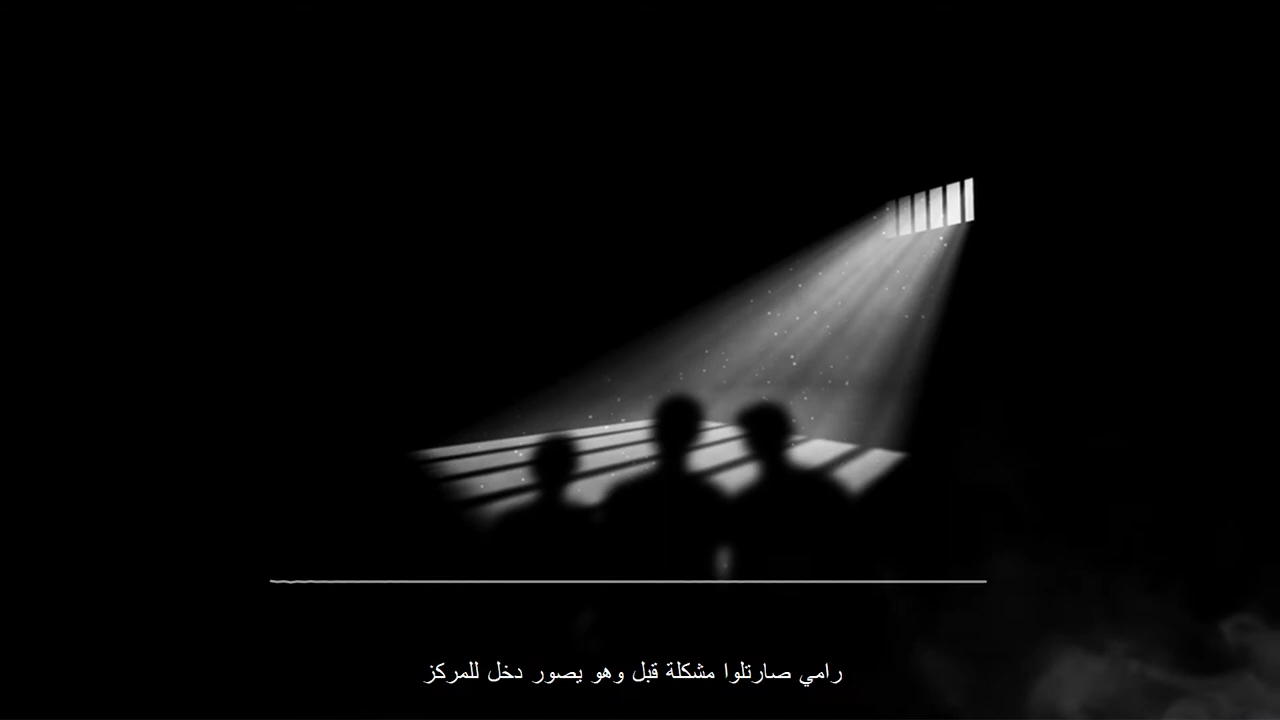 رامي صارتلوا مشكلة قبل وهو يصور دخل للمركز